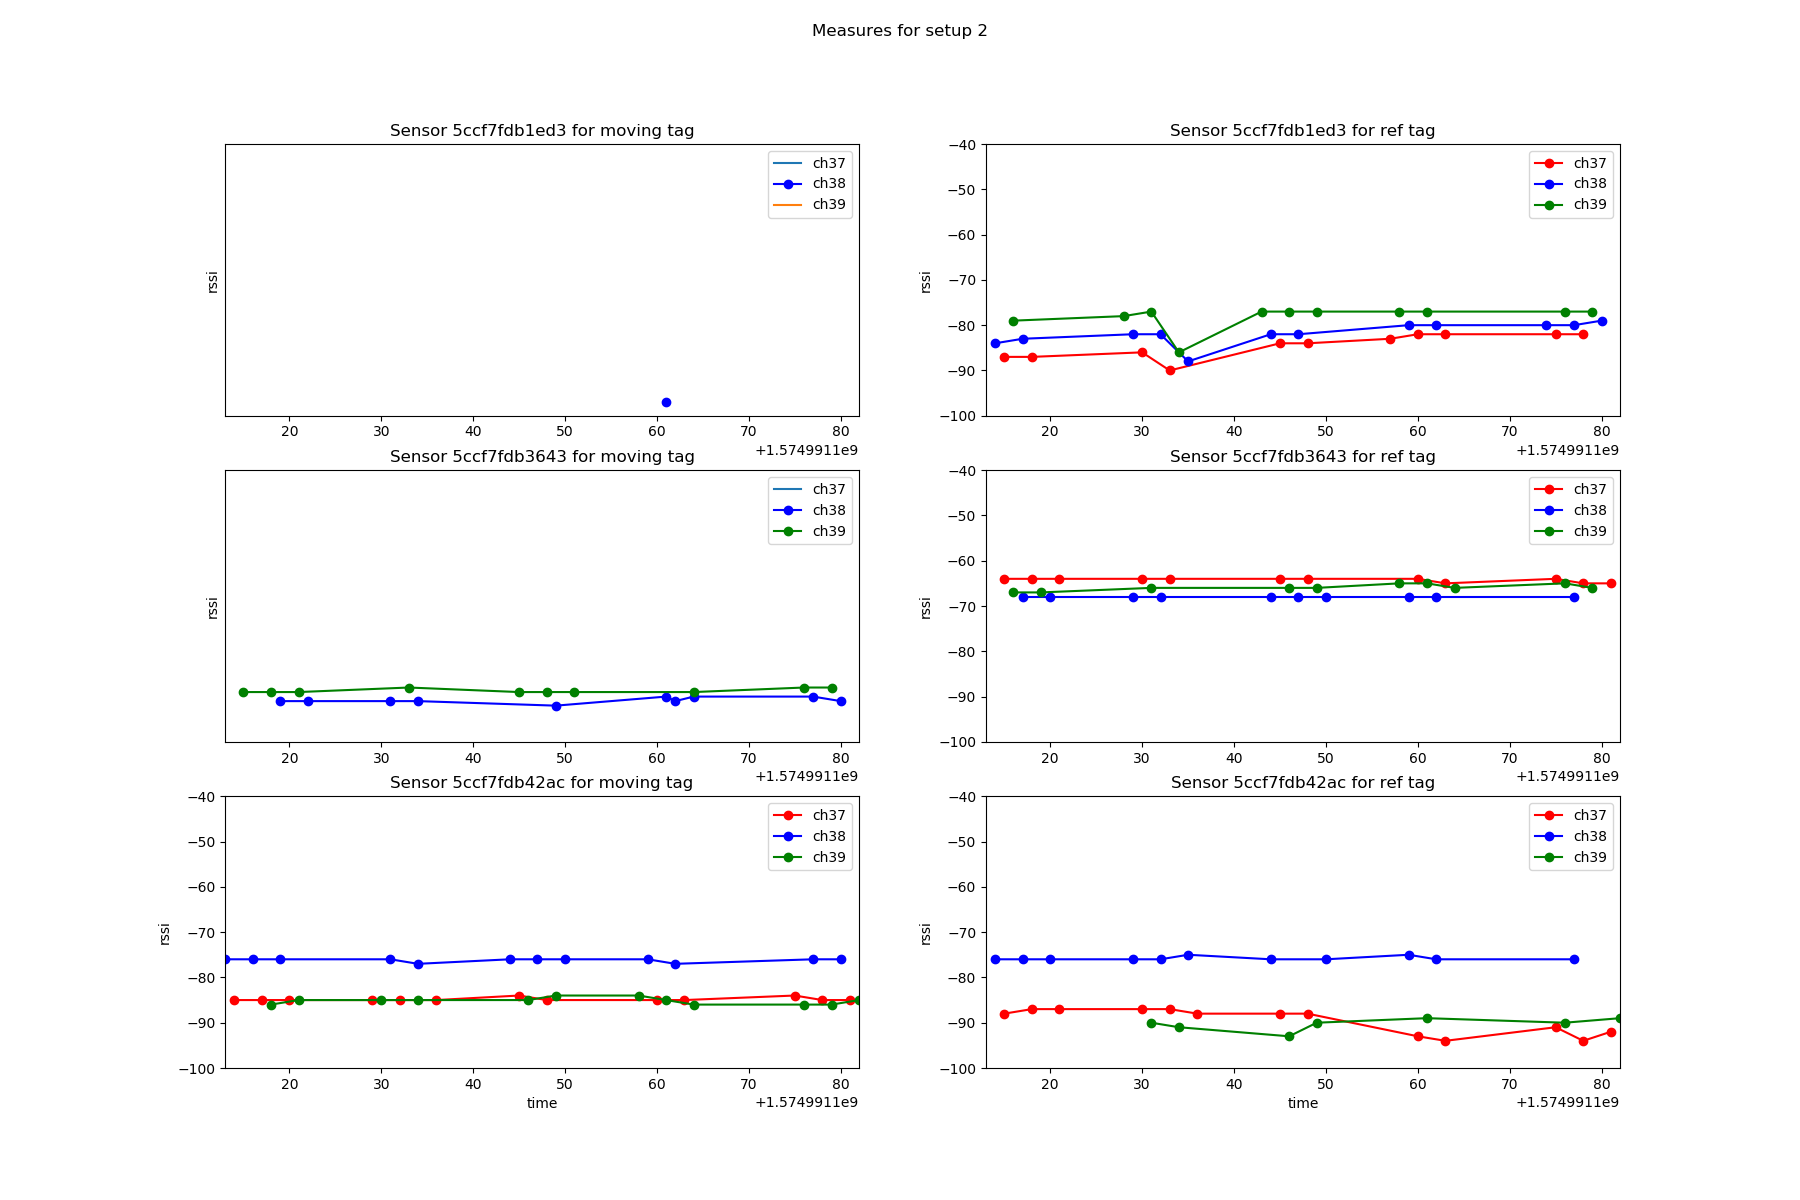 Measures for setup 2
Sensor 5ccf7fdb1ed3 for moving tag
rssi
ch37
ch38
ch39
20 30 40 50 60 70 80
+1.5749911e9
Sensor 5ccf7fdb1ed3 for ref tag
rssi
−40
−50
−60
−70
−80
−90
−100
ch37
ch38
ch39
20 30 40 50 60 70 80
+1.5749911e9
Sensor 5ccf7fdb3643 for moving tag
rssi
ch37
ch38
ch39
20 30 40 50 60 70 80
+1.5749911e9
Sensor 5ccf7fdb3643 for ref tag
rssi
−40
−50
−60
−70
−80
−90
−100
ch37
ch38
ch39
20 30 40 50 60 70 80
+1.5749911e9
Sensor 5ccf7fdb42ac for moving tag
rssi
−40
−50
−60
−70
−80
−90
−100
ch37
ch38
ch39
20 30 40 50 60 70 80
time
+1.5749911e9
Sensor 5ccf7fdb42ac for ref tag
rssi
−40
−50
−60
−70
−80
−90
−100
ch37
ch38
ch39
20 30 40 50 60 70 80
time
+1.5749911e9